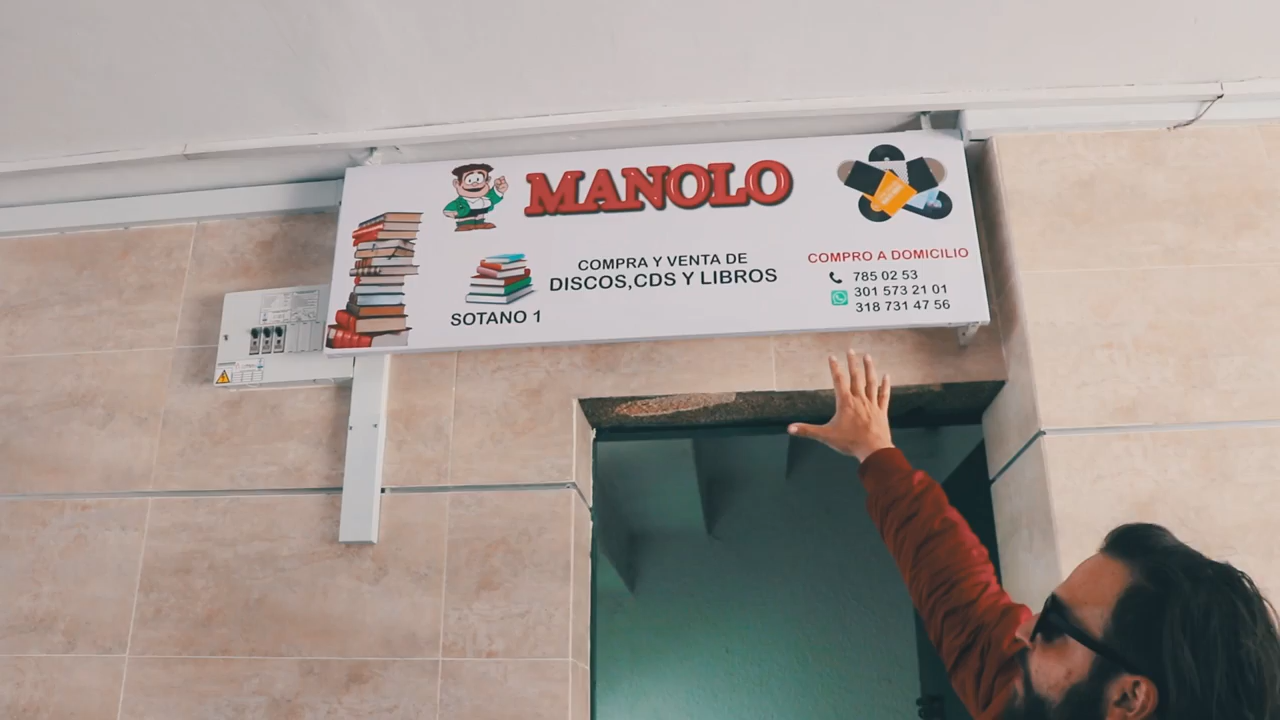 MANOLO
COMPRA Y VENTA DE
DISCOS,CDS Y LIBROS
SOTANO 1
COMPRO A DOMICILIO
785 02 53
301 573 21 01
318 731 47 56